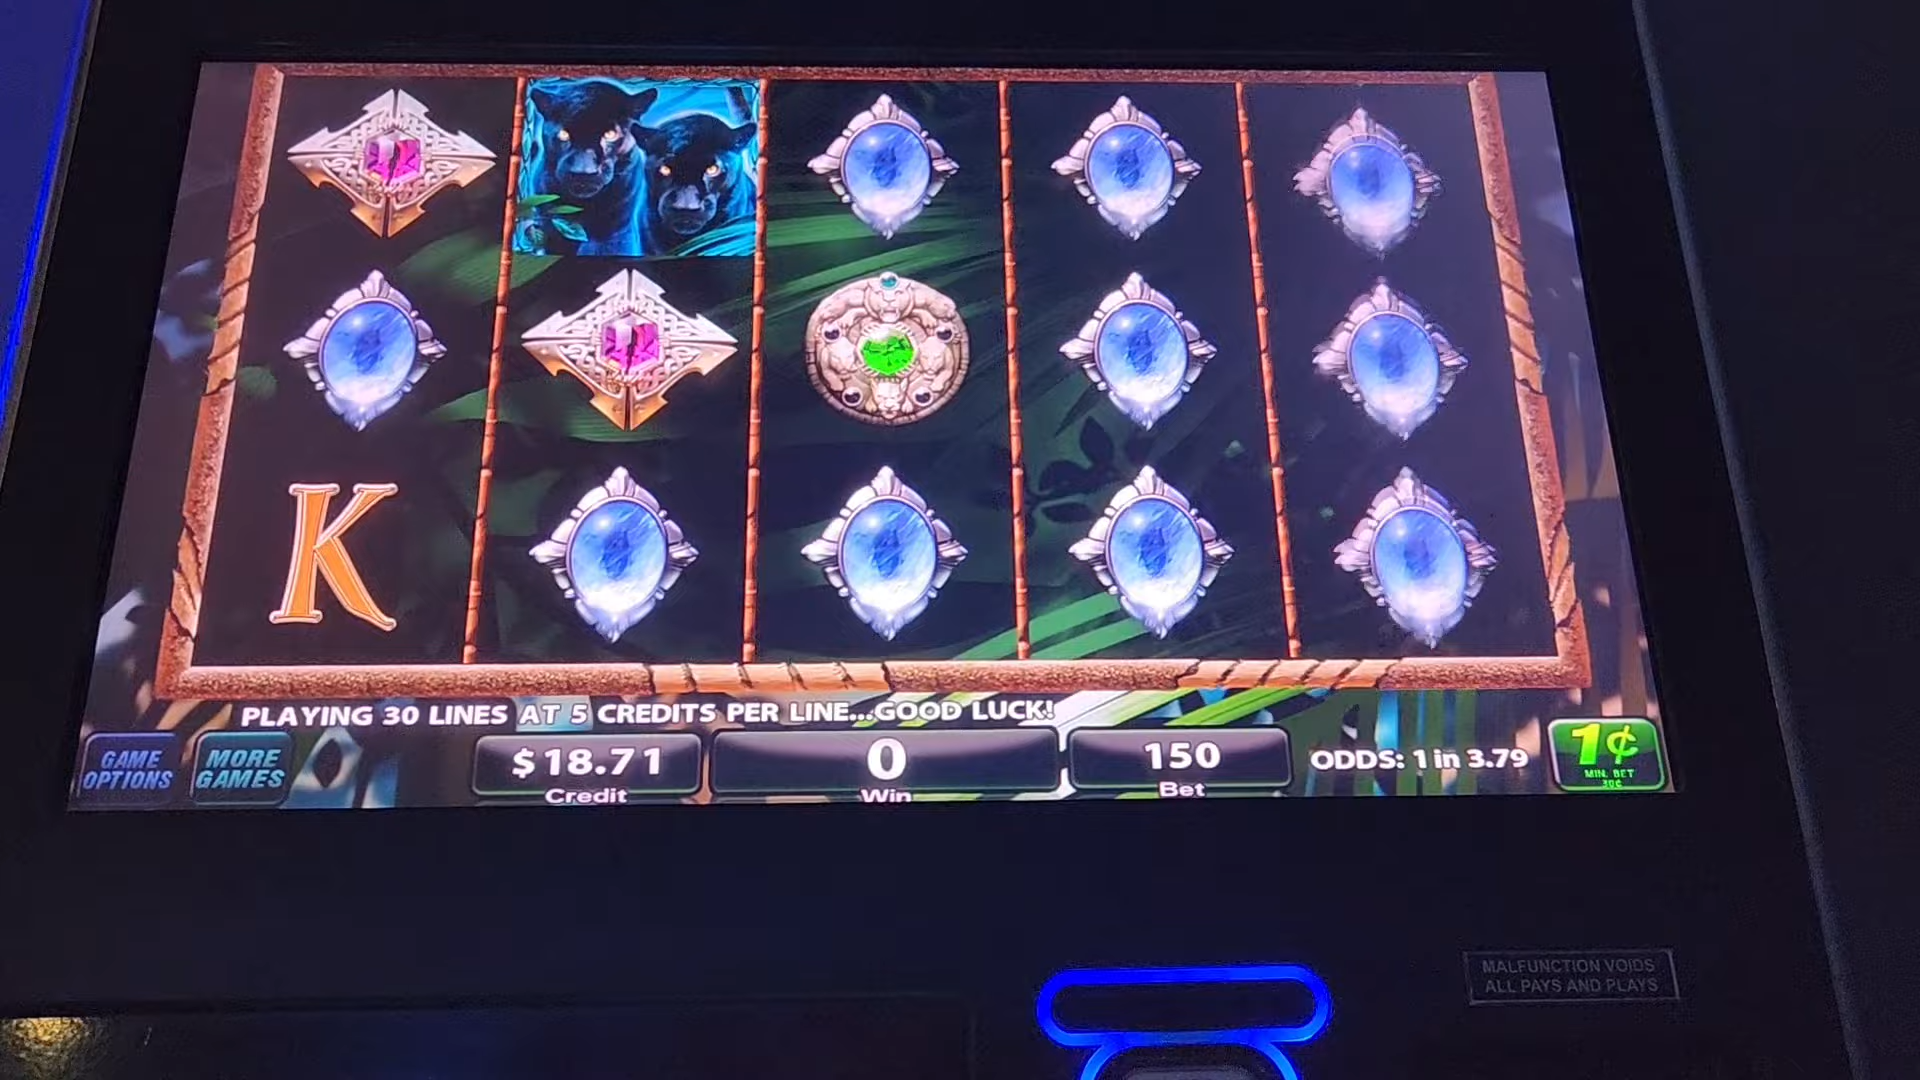 K
PLAYING 30 LINES AT 5 CREDITS PER LINE...GOOD LUCK!
GAME OPTIONS
MORE GAMES
$18.71
Credit
0
Win
150
Bet
ODDS: 1 in 3.79
1¢
MIN. BET
30¢
MALFUNCTION VOIDS
ALL PAYS AND PLAYS